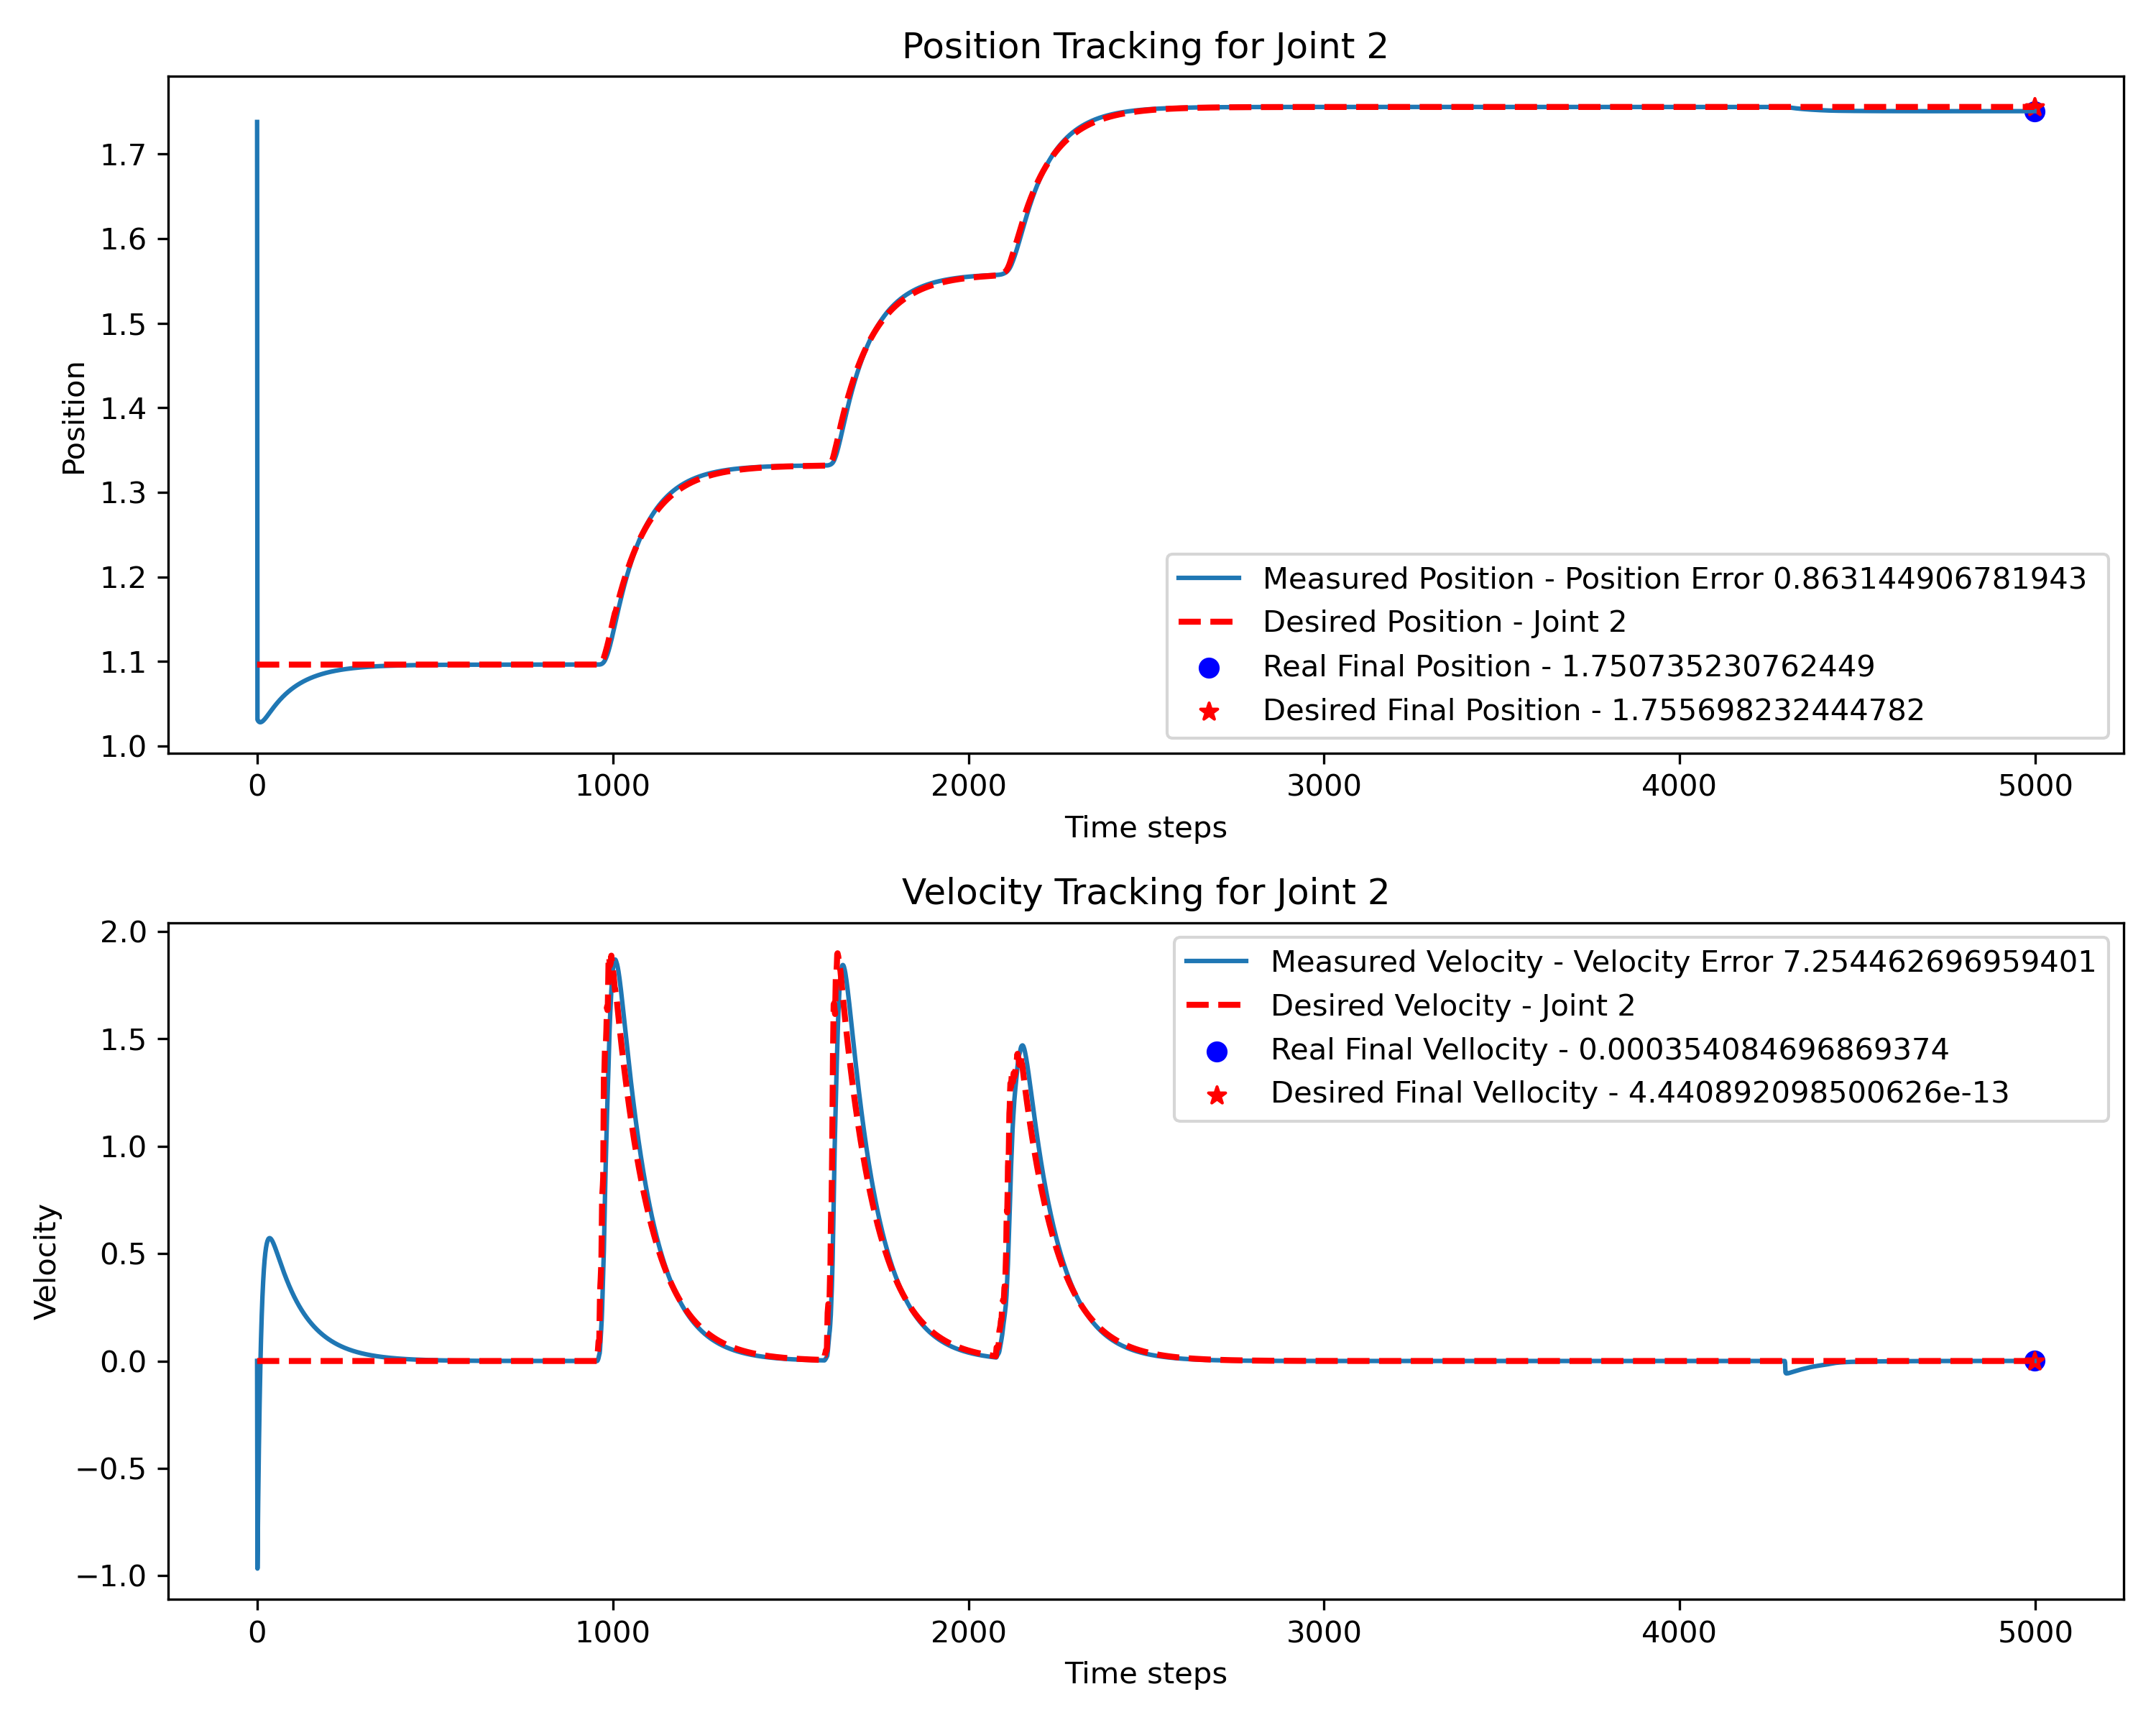 Position Tracking for Joint 2
Position
1.7
1.6
1.5
1.4
1.3
1.2
1.1
1.0
Measured Position - Position Error 0.863144906781943
Desired Position - Joint 2
Real Final Position - 1.750735230762449
Desired Final Position - 1.755698232444782
0 1000 2000 3000 4000 5000
Time steps
Velocity Tracking for Joint 2
Velocity
2.0
1.5
1.0
0.5
0.0
−0.5
−1.0
Measured Velocity - Velocity Error 7.254462696959401
Desired Velocity - Joint 2
Real Final Vellocity - 0.000354084696869374
Desired Final Vellocity - 4.440892098500626e-13
0 1000 2000 3000 4000 5000
Time steps